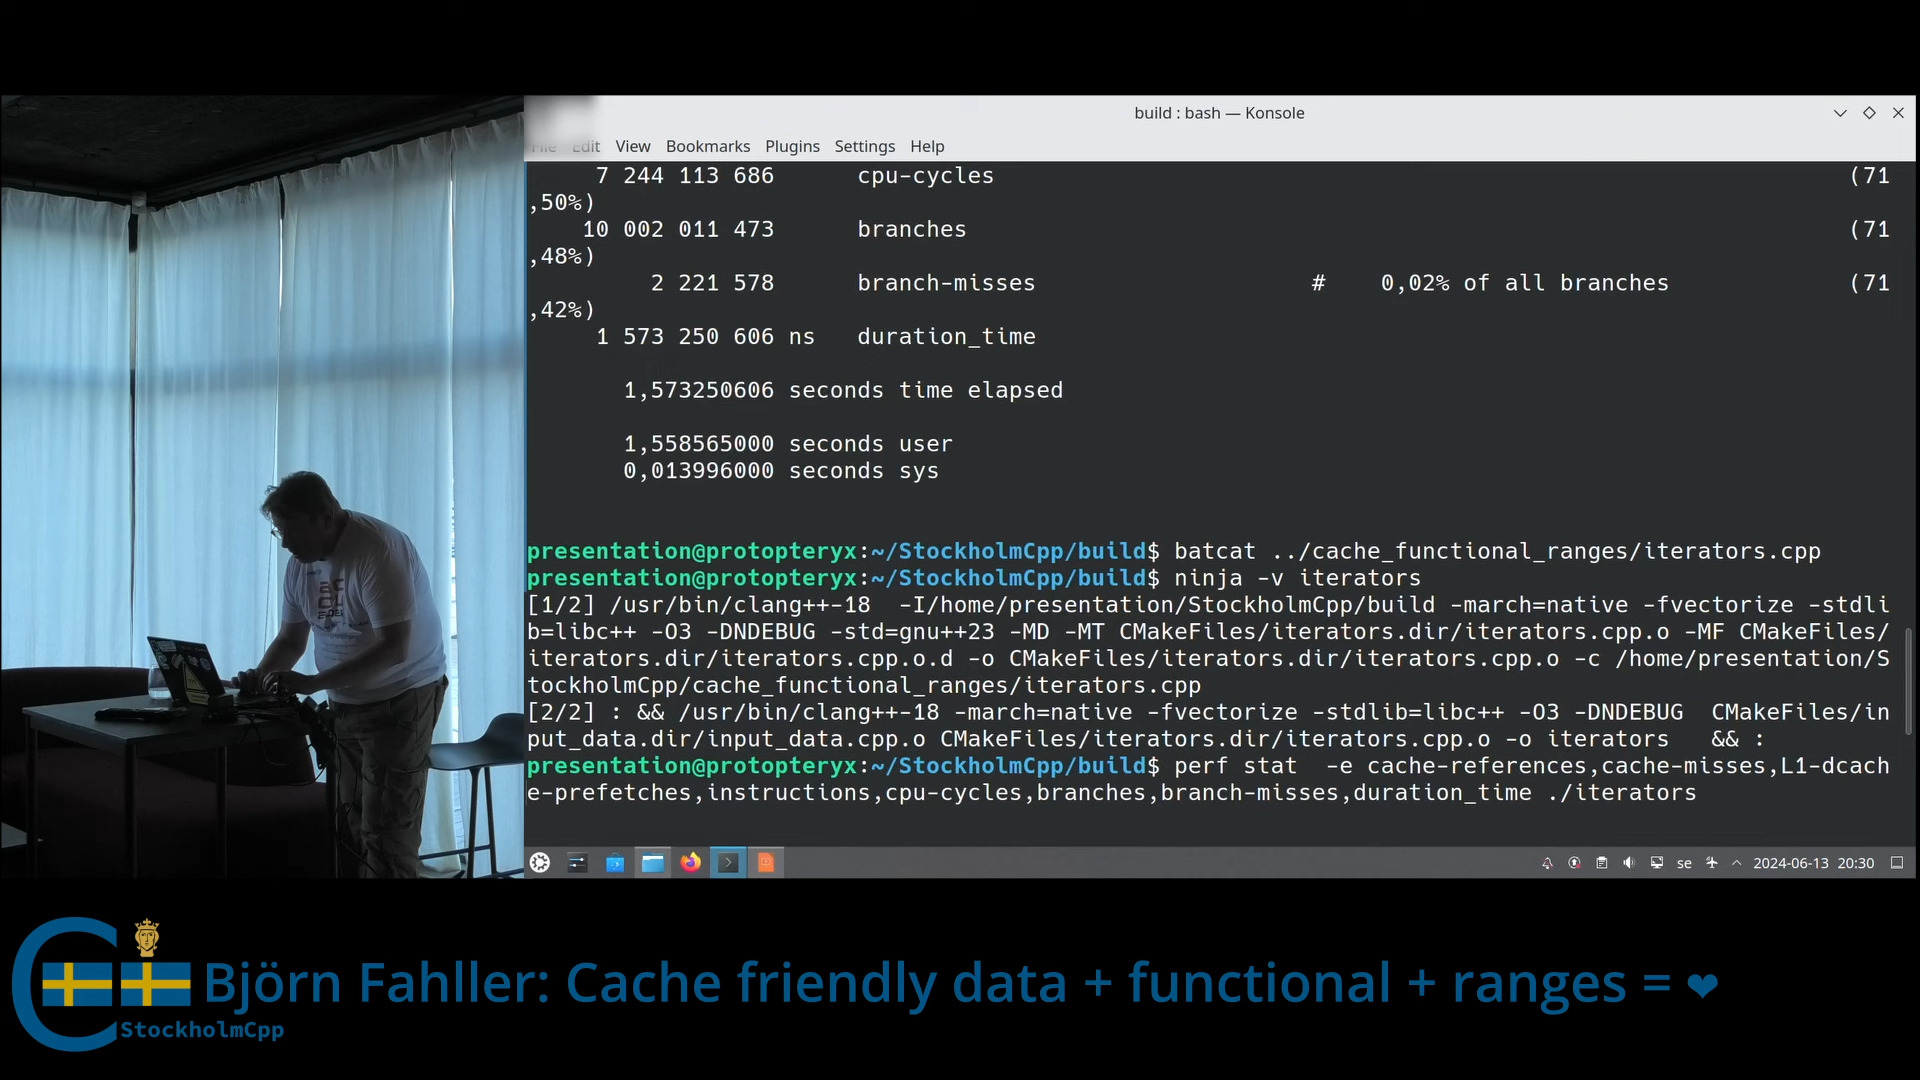 build : bash — Konsole
File Edit View Bookmarks Plugins Settings Help
7 244 113 686 cpu-cycles (71
,50%)
10 002 011 473 branches (71
,48%)
2 221 578 branch-misses # 0,02% of all branches (71
,42%)
1 573 250 606 ns duration_time
1,573250606 seconds time elapsed
1,558565000 seconds user
0,013996000 seconds sys
presentation@protopteryx:~/StockholmCpp/build$ batcat ../cache_functional_ranges/iterators.cpp
presentation@protopteryx:~/StockholmCpp/build$ ninja -v iterators
[1/2] /usr/bin/clang++-18 -I/home/presentation/StockholmCpp/build -march=native -fvectorize -stdli
b=libc++ -O3 -DNDEBUG -std=gnu++23 -MD -MT CMakeFiles/iterators.dir/iterators.cpp.o -MF CMakeFiles/
iterators.dir/iterators.cpp.o.d -o CMakeFiles/iterators.dir/iterators.cpp.o -c /home/presentation/S
tockholmCpp/cache_functional_ranges/iterators.cpp
[2/2] : && /usr/bin/clang++-18 -march=native -fvectorize -stdlib=libc++ -O3 -DNDEBUG CMakeFiles/in
put_data.dir/input_data.cpp.o CMakeFiles/iterators.dir/iterators.cpp.o -o iterators && :
presentation@protopteryx:~/StockholmCpp/build$ perf stat -e cache-references,cache-misses,L1-dcach
e-prefetches,instructions,cpu-cycles,branches,branch-misses,duration_time ./iterators
se 2024-06-13 20:30
Björn Fahller: Cache friendly data + functional + ranges = ❤
StockholmCpp